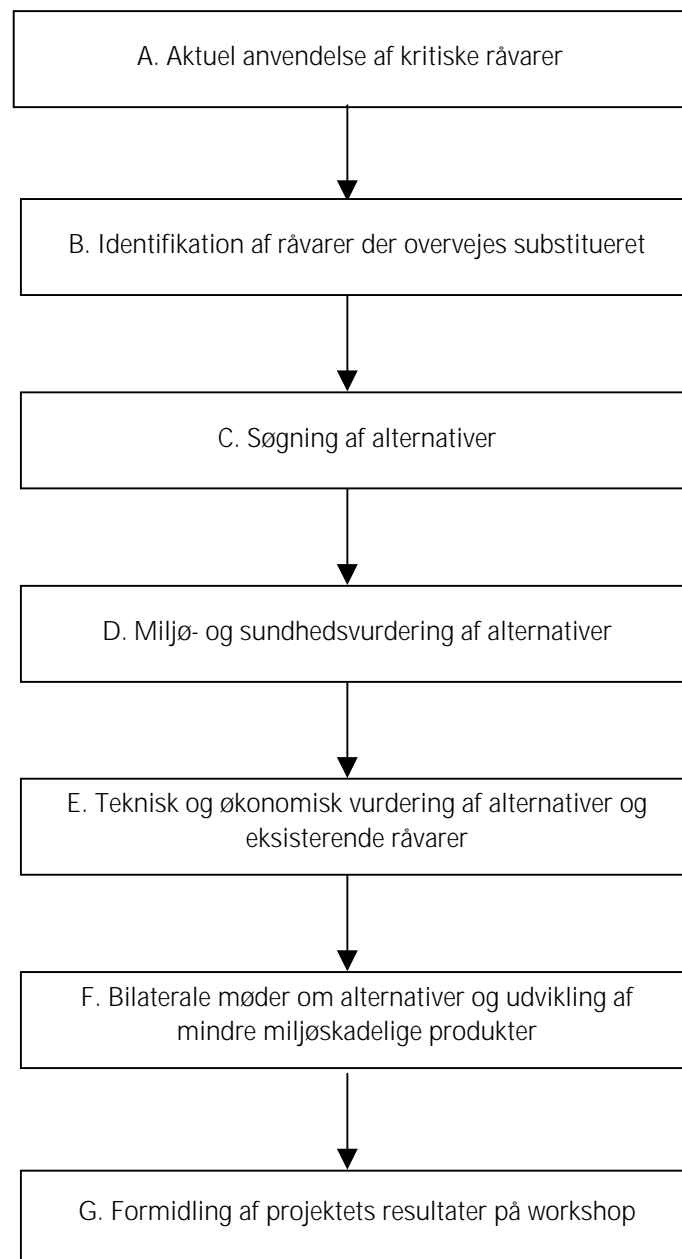 A. Aktuel anvendelse af kritiske råvarer
B. Identifikation af råvarer der overvejes substitueret
C. Søgning af alternativer
D. Miljø- og sundhedsvurdering af alternativer
E. Teknisk og økonomisk vurdering af alternativer og
eksisterende råvarer
F. Bilaterale møder om alternativer og udvikling af
mindre miljøskadelige produkter
G. Formidling af projektets resultater på workshop